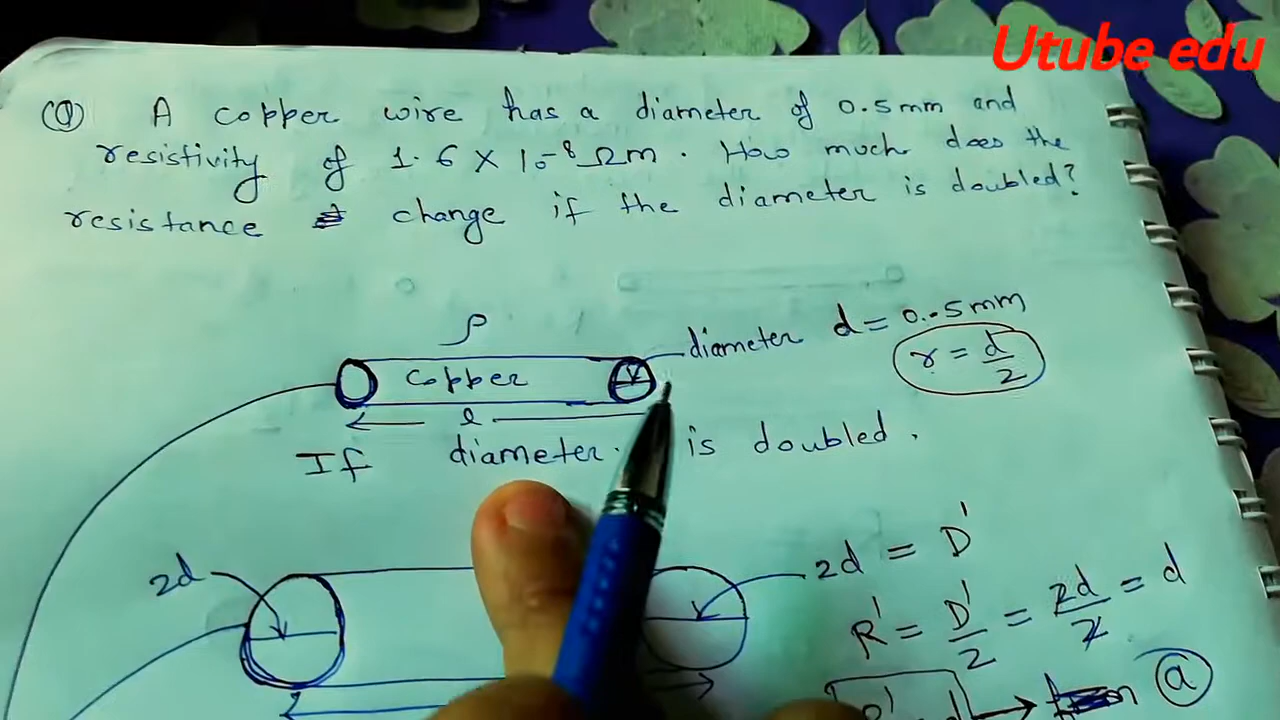 Utube edu
(Q) A copper wire has a diameter of 0.5mm and
resistivity of 1.6 × 10⁻⁸ Ωm. How much does the
resistance change if the diameter is doubled?
ρ
diameter d = 0.5mm
r = d/2
copper
l
If diameter is doubled.
2d
2d = D'
R' = D'/2 = 2d/2 = d
(a)